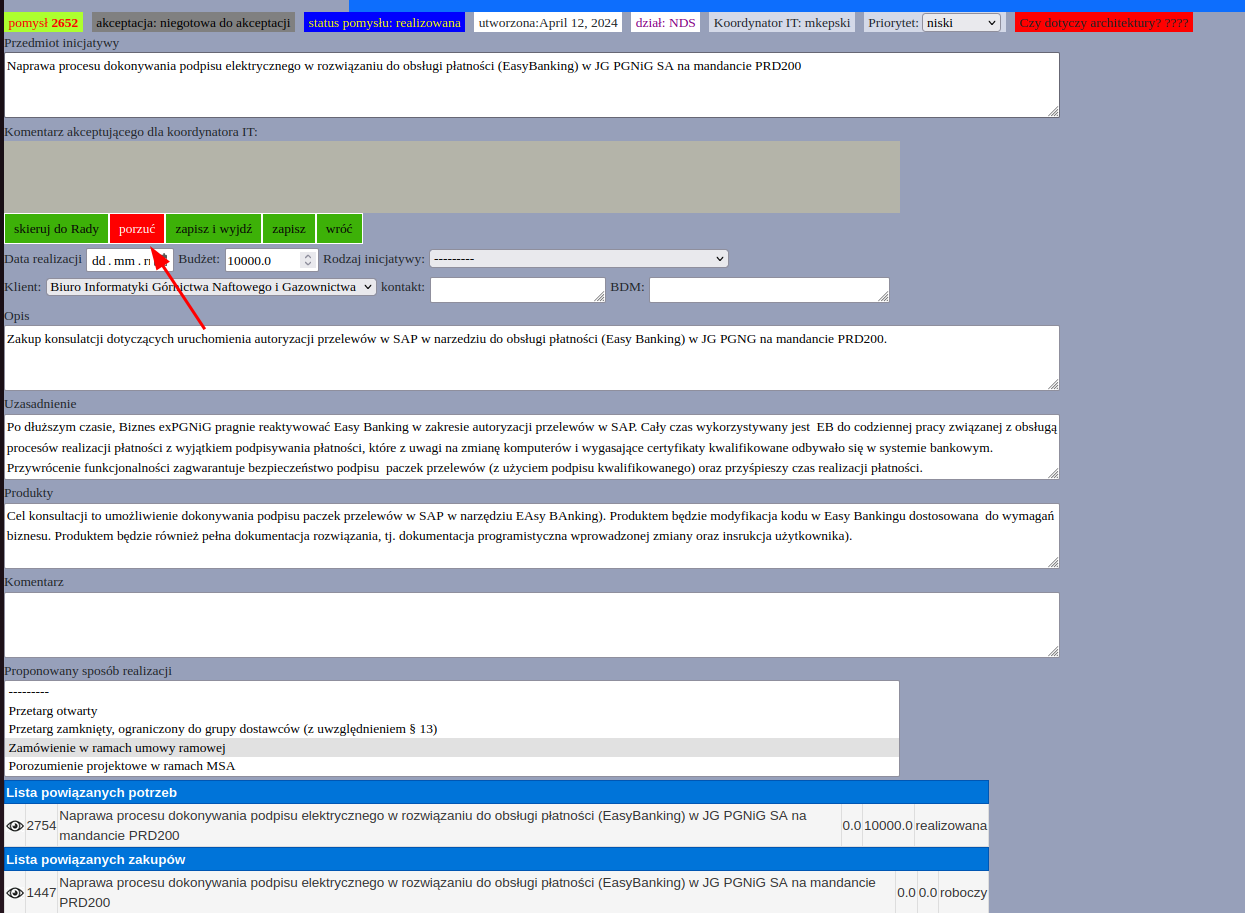 pomysł 2652 akceptacja: niegotowa do akceptacji status pomysłu: realizowana utworzona:April 12, 2024 dział: NDS Koordynator IT: mkepski Priorytet: niski Czy dotyczy architektury? ????
Przedmiot inicjatywy
Naprawa procesu dokonywania podpisu elektrycznego w rozwiązaniu do obsługi płatności (EasyBanking) w JG PGNiG SA na mandancie PRD200
Komentarz akceptującego dla koordynatora IT:
skieruj do Rady porzuć zapisz i wyjdź zapisz wróć
Data realizacji dd . mm . r Budżet: 10000.0 Rodzaj inicjatywy: ---------
Klient: Biuro Informatyki Górnictwa Naftowego i Gazownictwa kontakt: BDM:
Opis
Zakup konsulatcji dotyczących uruchomienia autoryzacji przelewów w SAP w narzedziu do obsługi płatności (Easy Banking) w JG PGNG na mandancie PRD200.
Uzasadnienie
Po dłuższym czasie, Biznes exPGNiG pragnie reaktywować Easy Banking w zakresie autoryzacji przelewów w SAP. Cały czas wykorzystywany jest EB do codziennej pracy związanej z obsługą
procesów realizacji płatności z wyjątkiem podpisywania płatności, które z uwagi na zmianę komputerów i wygasające certyfikaty kwalifikowane odbywało się w systemie bankowym.
Przywrócenie funkcjonalności zagwarantuje bezpieczeństwo podpisu paczek przelewów (z użyciem podpisu kwalifikowanego) oraz przyśpieszy czas realizacji płatności.
Produkty
Cel konsultacji to umożliwienie dokonywania podpisu paczek przelewów w SAP w narzędziu EAsy BAnking). Produktem będzie modyfikacja kodu w Easy Bankingu dostosowana do wymagań
biznesu. Produktem będzie również pełna dokumentacja rozwiązania, tj. dokumentacja programistyczna wprowadzonej zmiany oraz insrukcja użytkownika).
Komentarz
Proponowany sposób realizacji
---------
Przetarg otwarty
Przetarg zamknięty, ograniczony do grupy dostawców (z uwzględnieniem § 13)
Zamówienie w ramach umowy ramowej
Porozumienie projektowe w ramach MSA
Lista powiązanych potrzeb
2754 Naprawa procesu dokonywania podpisu elektrycznego w rozwiązaniu do obsługi płatności (EasyBanking) w JG PGNiG SA na
mandancie PRD200 0.0 10000.0 realizowana
Lista powiązanych zakupów
1447 Naprawa procesu dokonywania podpisu elektrycznego w rozwiązaniu do obsługi płatności (EasyBanking) w JG PGNiG SA na mandancie
PRD200 0.0 0.0 roboczy